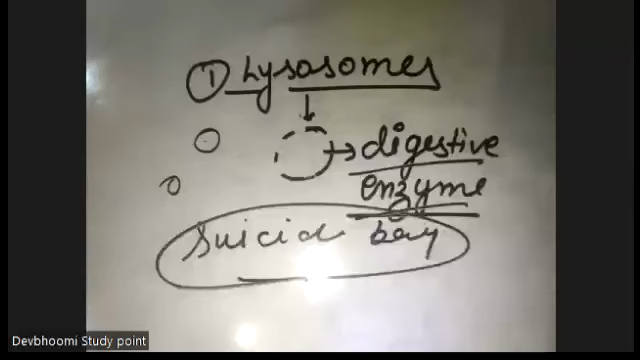 ① Lysosomes
digestive
enzyme
suicide bag
Devbhoomi Study point